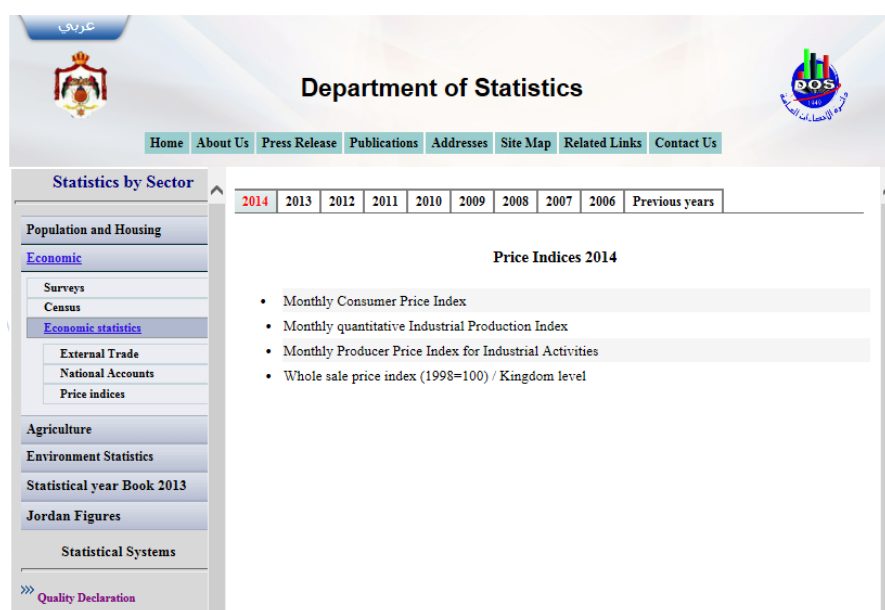 عربي
Department of Statistics
DOS
1949
دائرة الإحصاءات العامة
Home About Us Press Release Publications Addresses Site Map Related Links Contact Us
Statistics by Sector
Population and Housing
Economic
Surveys
Census
Economic statistics
External Trade
National Accounts
Price indices
Agriculture
Environment Statistics
Statistical year Book 2013
Jordan Figures
Statistical Systems
Quality Declaration
2014 2013 2012 2011 2010 2009 2008 2007 2006 Previous years
Price Indices 2014
• Monthly Consumer Price Index
• Monthly quantitative Industrial Production Index
• Monthly Producer Price Index for Industrial Activities
• Whole sale price index (1998=100) / Kingdom level